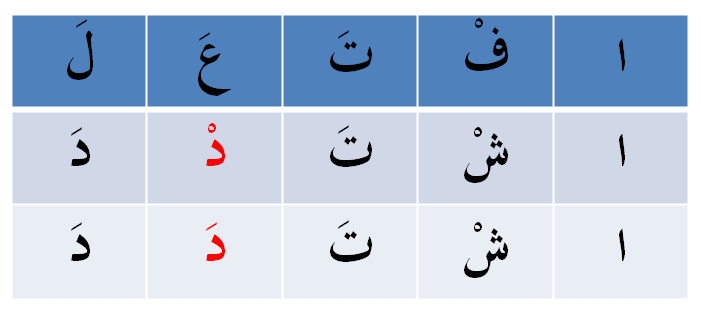 ا فْ تَ عَ لَ
ا شْ تَ دْ دَ
ا شْ تَ دَ دَ